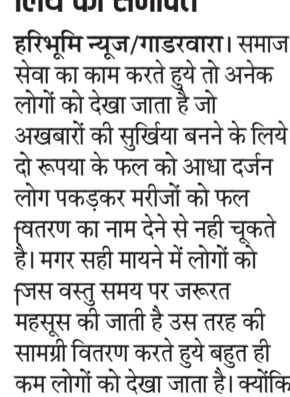 लिये की समर्पित
हरिभूमि न्यूज/गाडरवारा। समाज
सेवा का काम करते हुये तो अनेक
लोगों को देखा जाता है जो
अखबारों की सुर्खिया बनने के लिये
दो रूपया के फल को आधा दर्जन
लोग पकड़कर मरीजों को फल
वितरण का नाम देने से नही चूकते
है। मगर सही मायने में लोगों को
जिस वस्तु समय पर जरूरत
महसूस की जाती है उस तरह की
सामग्री वितरण करते हुये बहुत ही
कम लोगों को देखा जाता है। क्योंकि